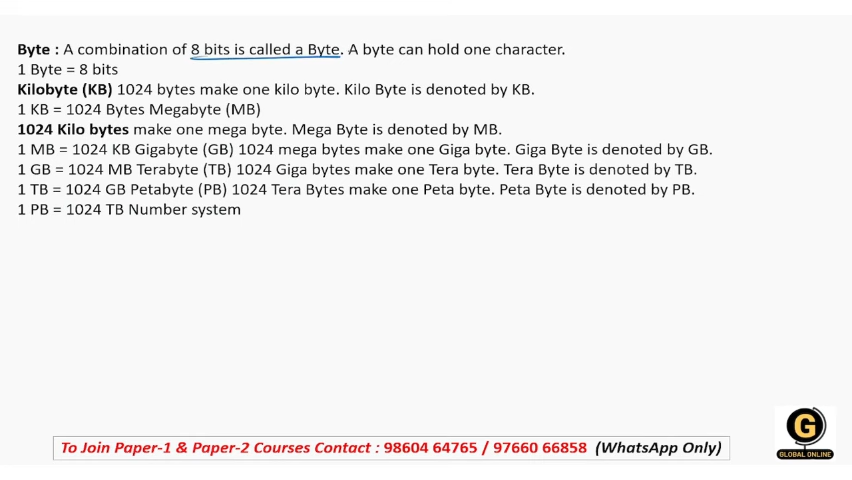 Byte : A combination of 8 bits is called a Byte. A byte can hold one character.
1 Byte = 8 bits
Kilobyte (KB) 1024 bytes make one kilo byte. Kilo Byte is denoted by KB.
1 KB = 1024 Bytes Megabyte (MB)
1024 Kilo bytes make one mega byte. Mega Byte is denoted by MB.
1 MB = 1024 KB Gigabyte (GB) 1024 mega bytes make one Giga byte. Giga Byte is denoted by GB.
1 GB = 1024 MB Terabyte (TB) 1024 Giga bytes make one Tera byte. Tera Byte is denoted by TB.
1 TB = 1024 GB Petabyte (PB) 1024 Tera Bytes make one Peta byte. Peta Byte is denoted by PB.
1 PB = 1024 TB Number system
To Join Paper-1 & Paper-2 Courses Contact : 98604 64765 / 97660 66858 (WhatsApp Only)
G
GLOBAL ONLINE